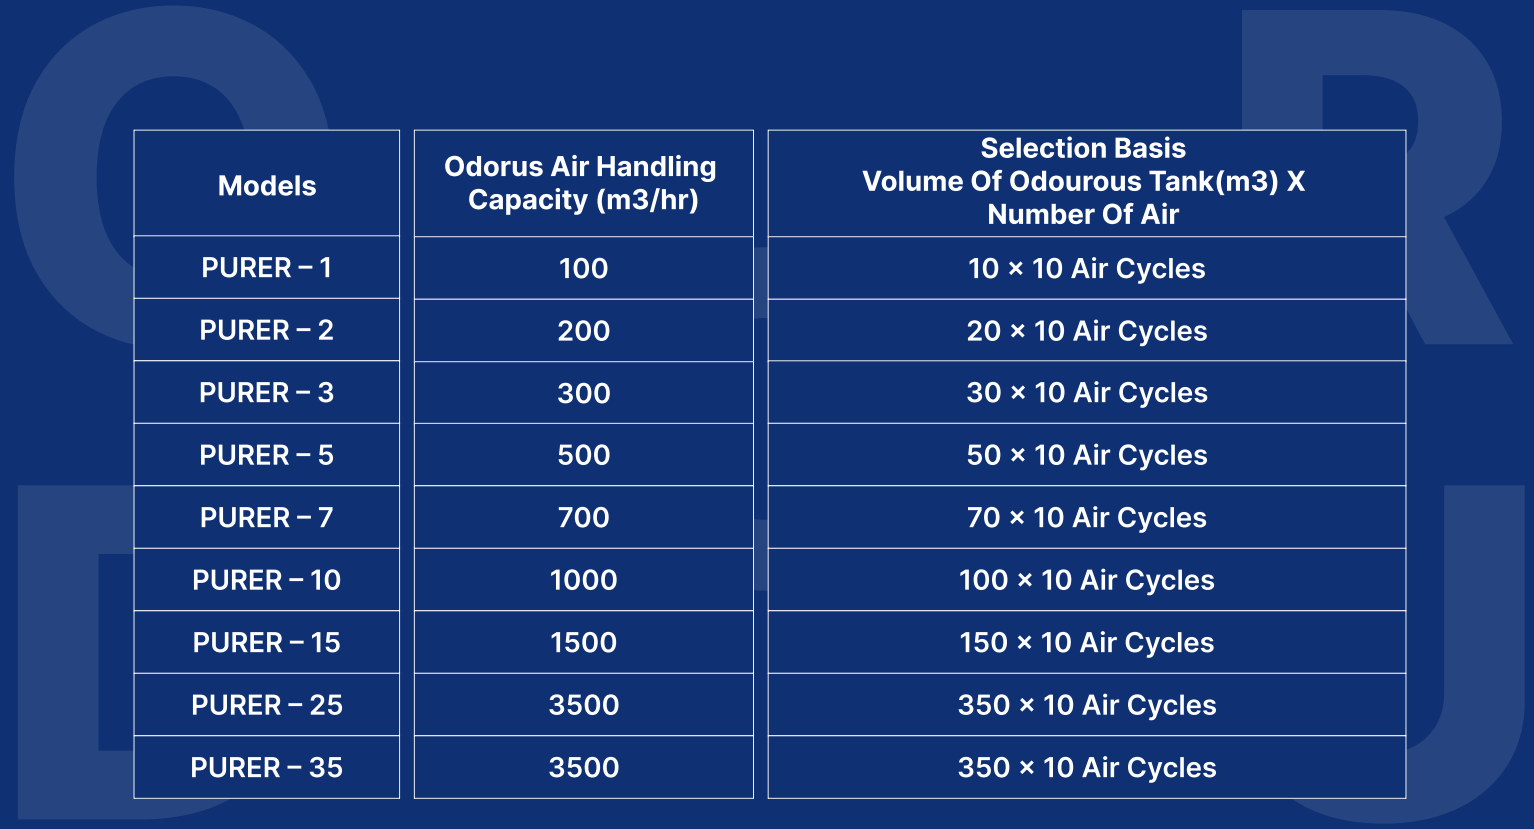 Models
Odorus Air Handling
Capacity (m3/hr)
Selection Basis
Volume Of Odourous Tank(m3) X
Number Of Air
PURER – 1
100
10 × 10 Air Cycles
PURER – 2
200
20 × 10 Air Cycles
PURER – 3
300
30 × 10 Air Cycles
PURER – 5
500
50 × 10 Air Cycles
PURER – 7
700
70 × 10 Air Cycles
PURER – 10
1000
100 × 10 Air Cycles
PURER – 15
1500
150 × 10 Air Cycles
PURER – 25
3500
350 × 10 Air Cycles
PURER – 35
3500
350 × 10 Air Cycles